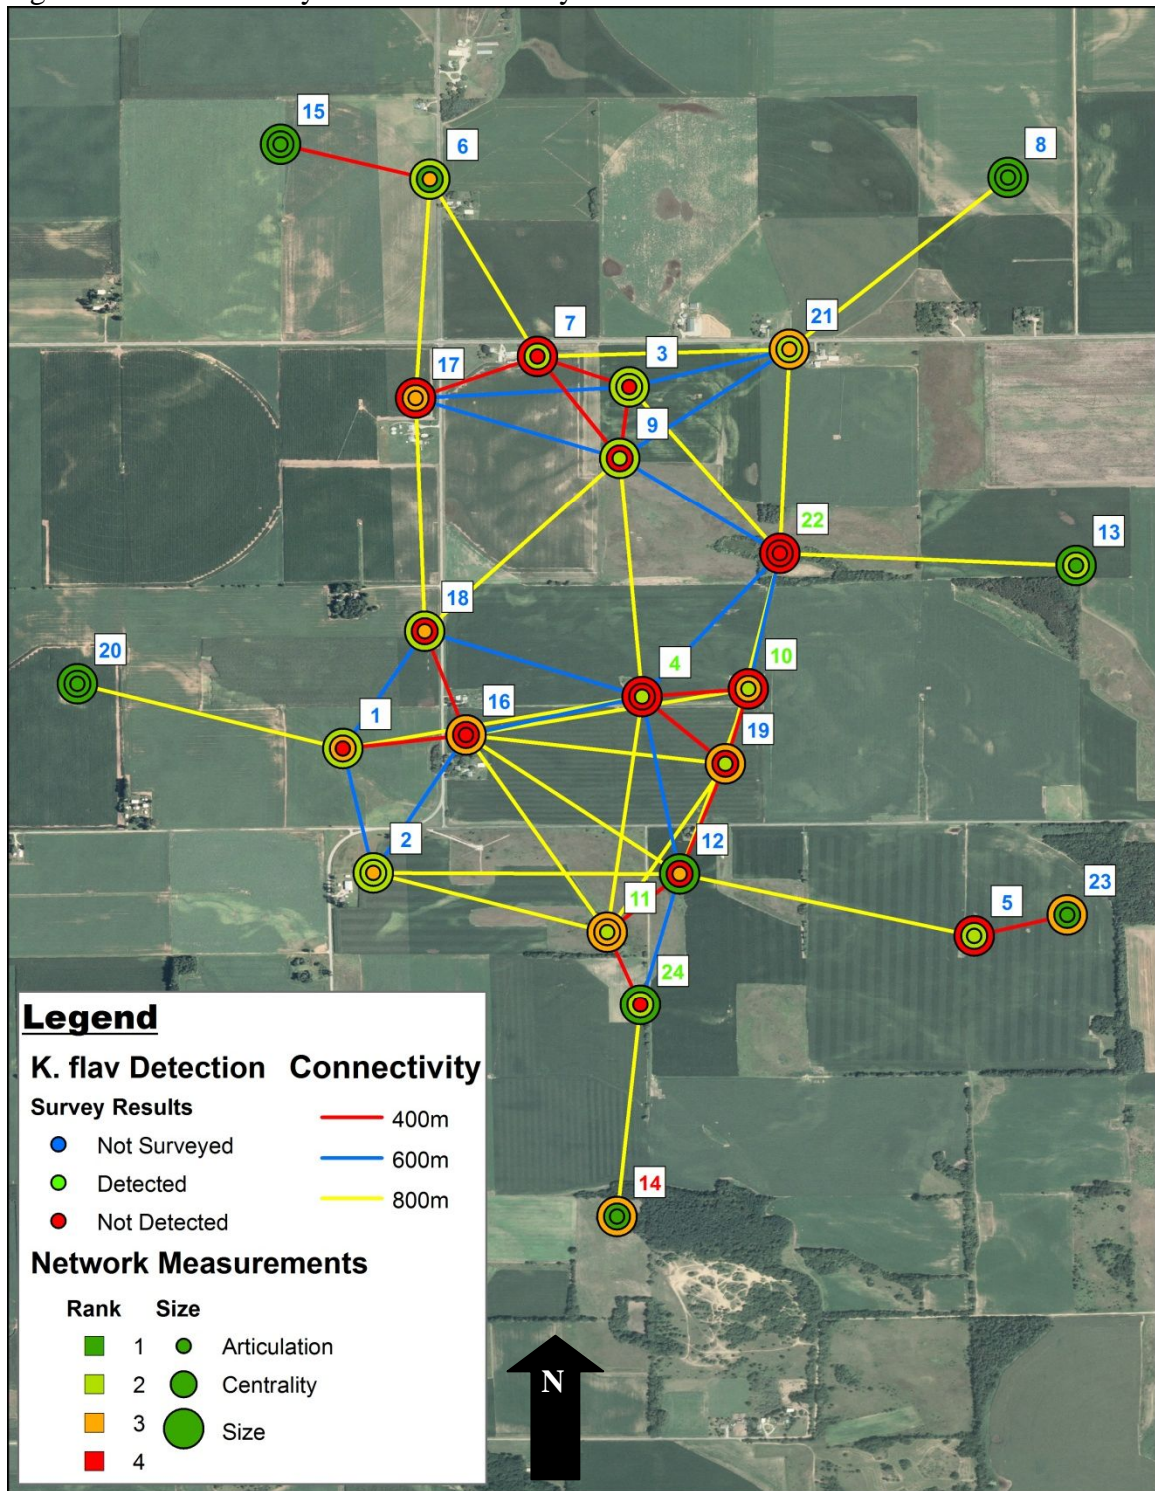 15
6
8
21
7
3
17
9
22
13
18
20
4
10
1
16
19
2
12
11
5
23
24
14
Legend
K. flav Detection
Survey Results
Not Surveyed
Detected
Not Detected
Connectivity
400m
600m
800m
Network Measurements
Rank Size
1 Articulation
2 Centrality
3 Size
4
N